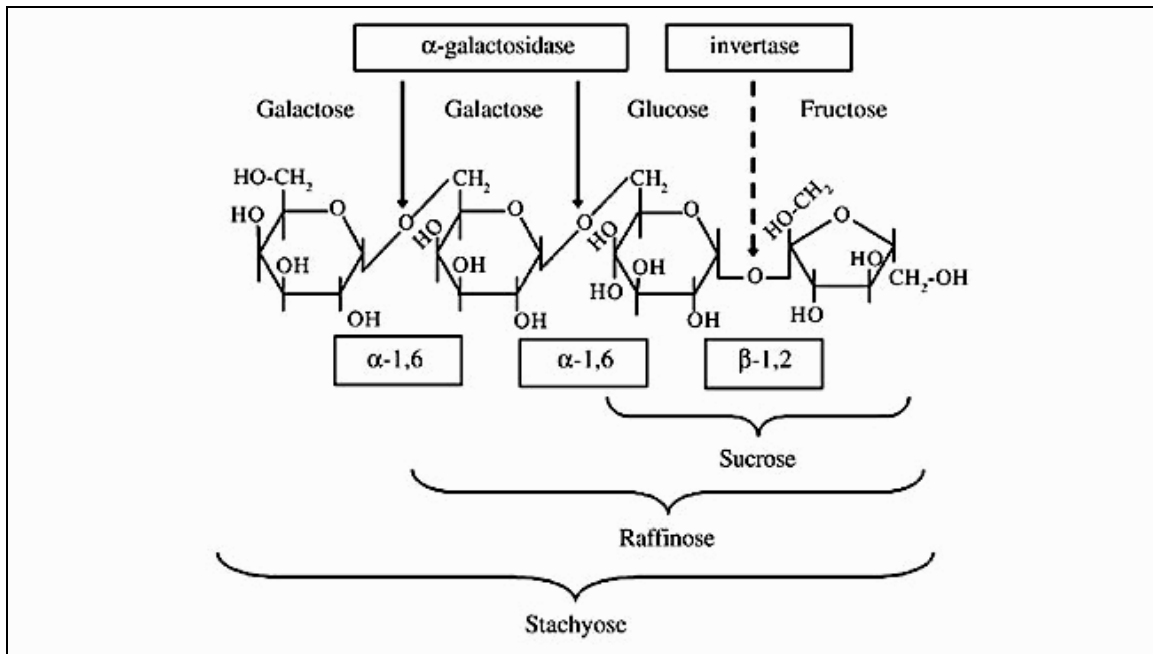 α-galactosidase invertase
Galactose Galactose Glucose Fructose
HO-CH₂ CH₂ CH₂ HO-CH₂
O O O O O O
HO HO HO HO
OH OH OH HO CH₂-OH
HO HO
OH OH OH
O
α-1,6 α-1,6 β-1,2
Sucrose
Raffinose
Stachyose